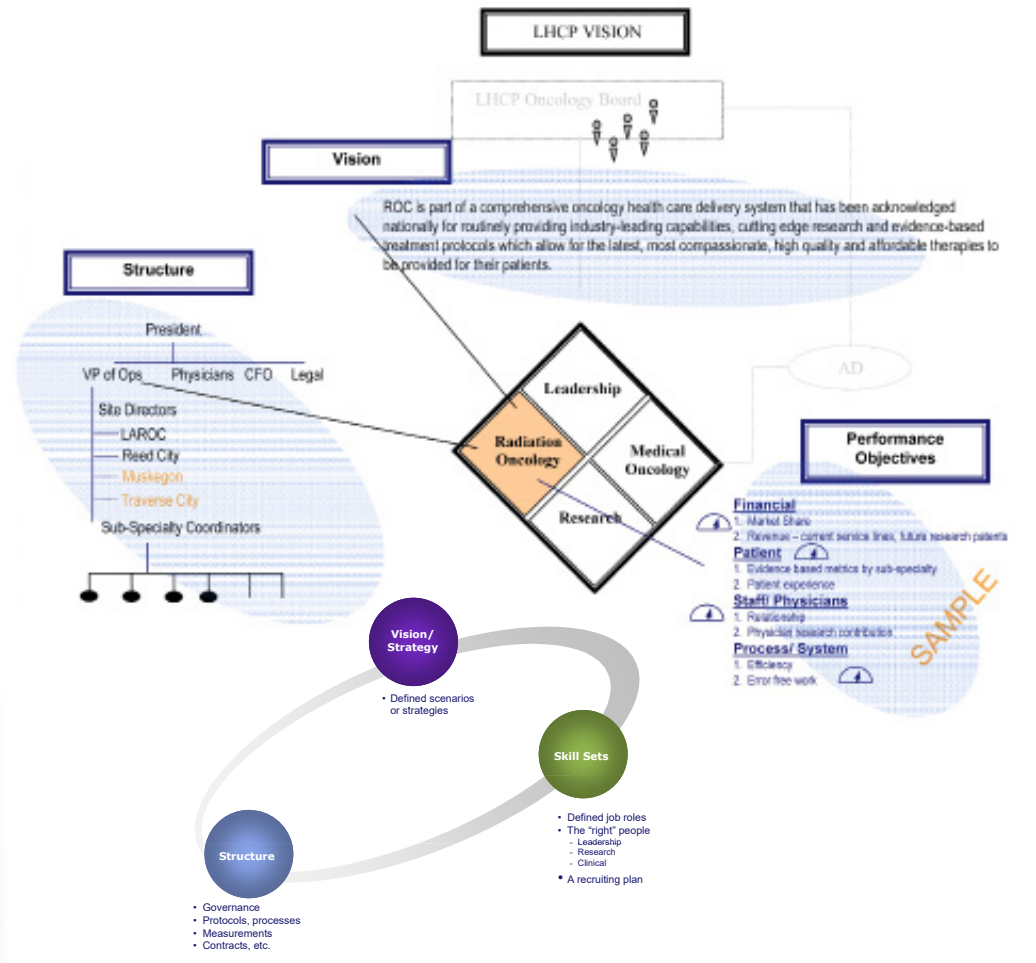 LHCP VISION
LHCP Oncology Board
Vision
ROC is part of a comprehensive oncology health care delivery system that has been acknowledged
nationally for routinely providing industry-leading capabilities, cutting edge research and evidence-based
treatment protocols which allow for the latest, most compassionate, high quality and affordable therapies to
be provided for their patients.
Structure
President
VP of Ops Physicians CFO Legal
Site Directors
LAROC
Reed City
Muskegon
Traverse City
Sub-Specialty Coordinators
Leadership
Radiation
Oncology
Medical
Oncology
Research
AD
Performance
Objectives
Financial
1. Market Share
2. Revenue – current service lines, future research patents
Patient
1. Evidence based metrics by sub-specialty
2. Patient experience
Staff/ Physicians
1. Relationship
2. Physician research contribution
Process/ System
1. Efficiency
2. Error free work
SAMPLE
Vision/
Strategy
• Defined scenarios
or strategies
Skill Sets
• Defined job roles
• The “right” people
- Leadership
- Research
- Clinical
• A recruiting plan
Structure
• Governance
• Protocols, processes
• Measurements
• Contracts, etc.